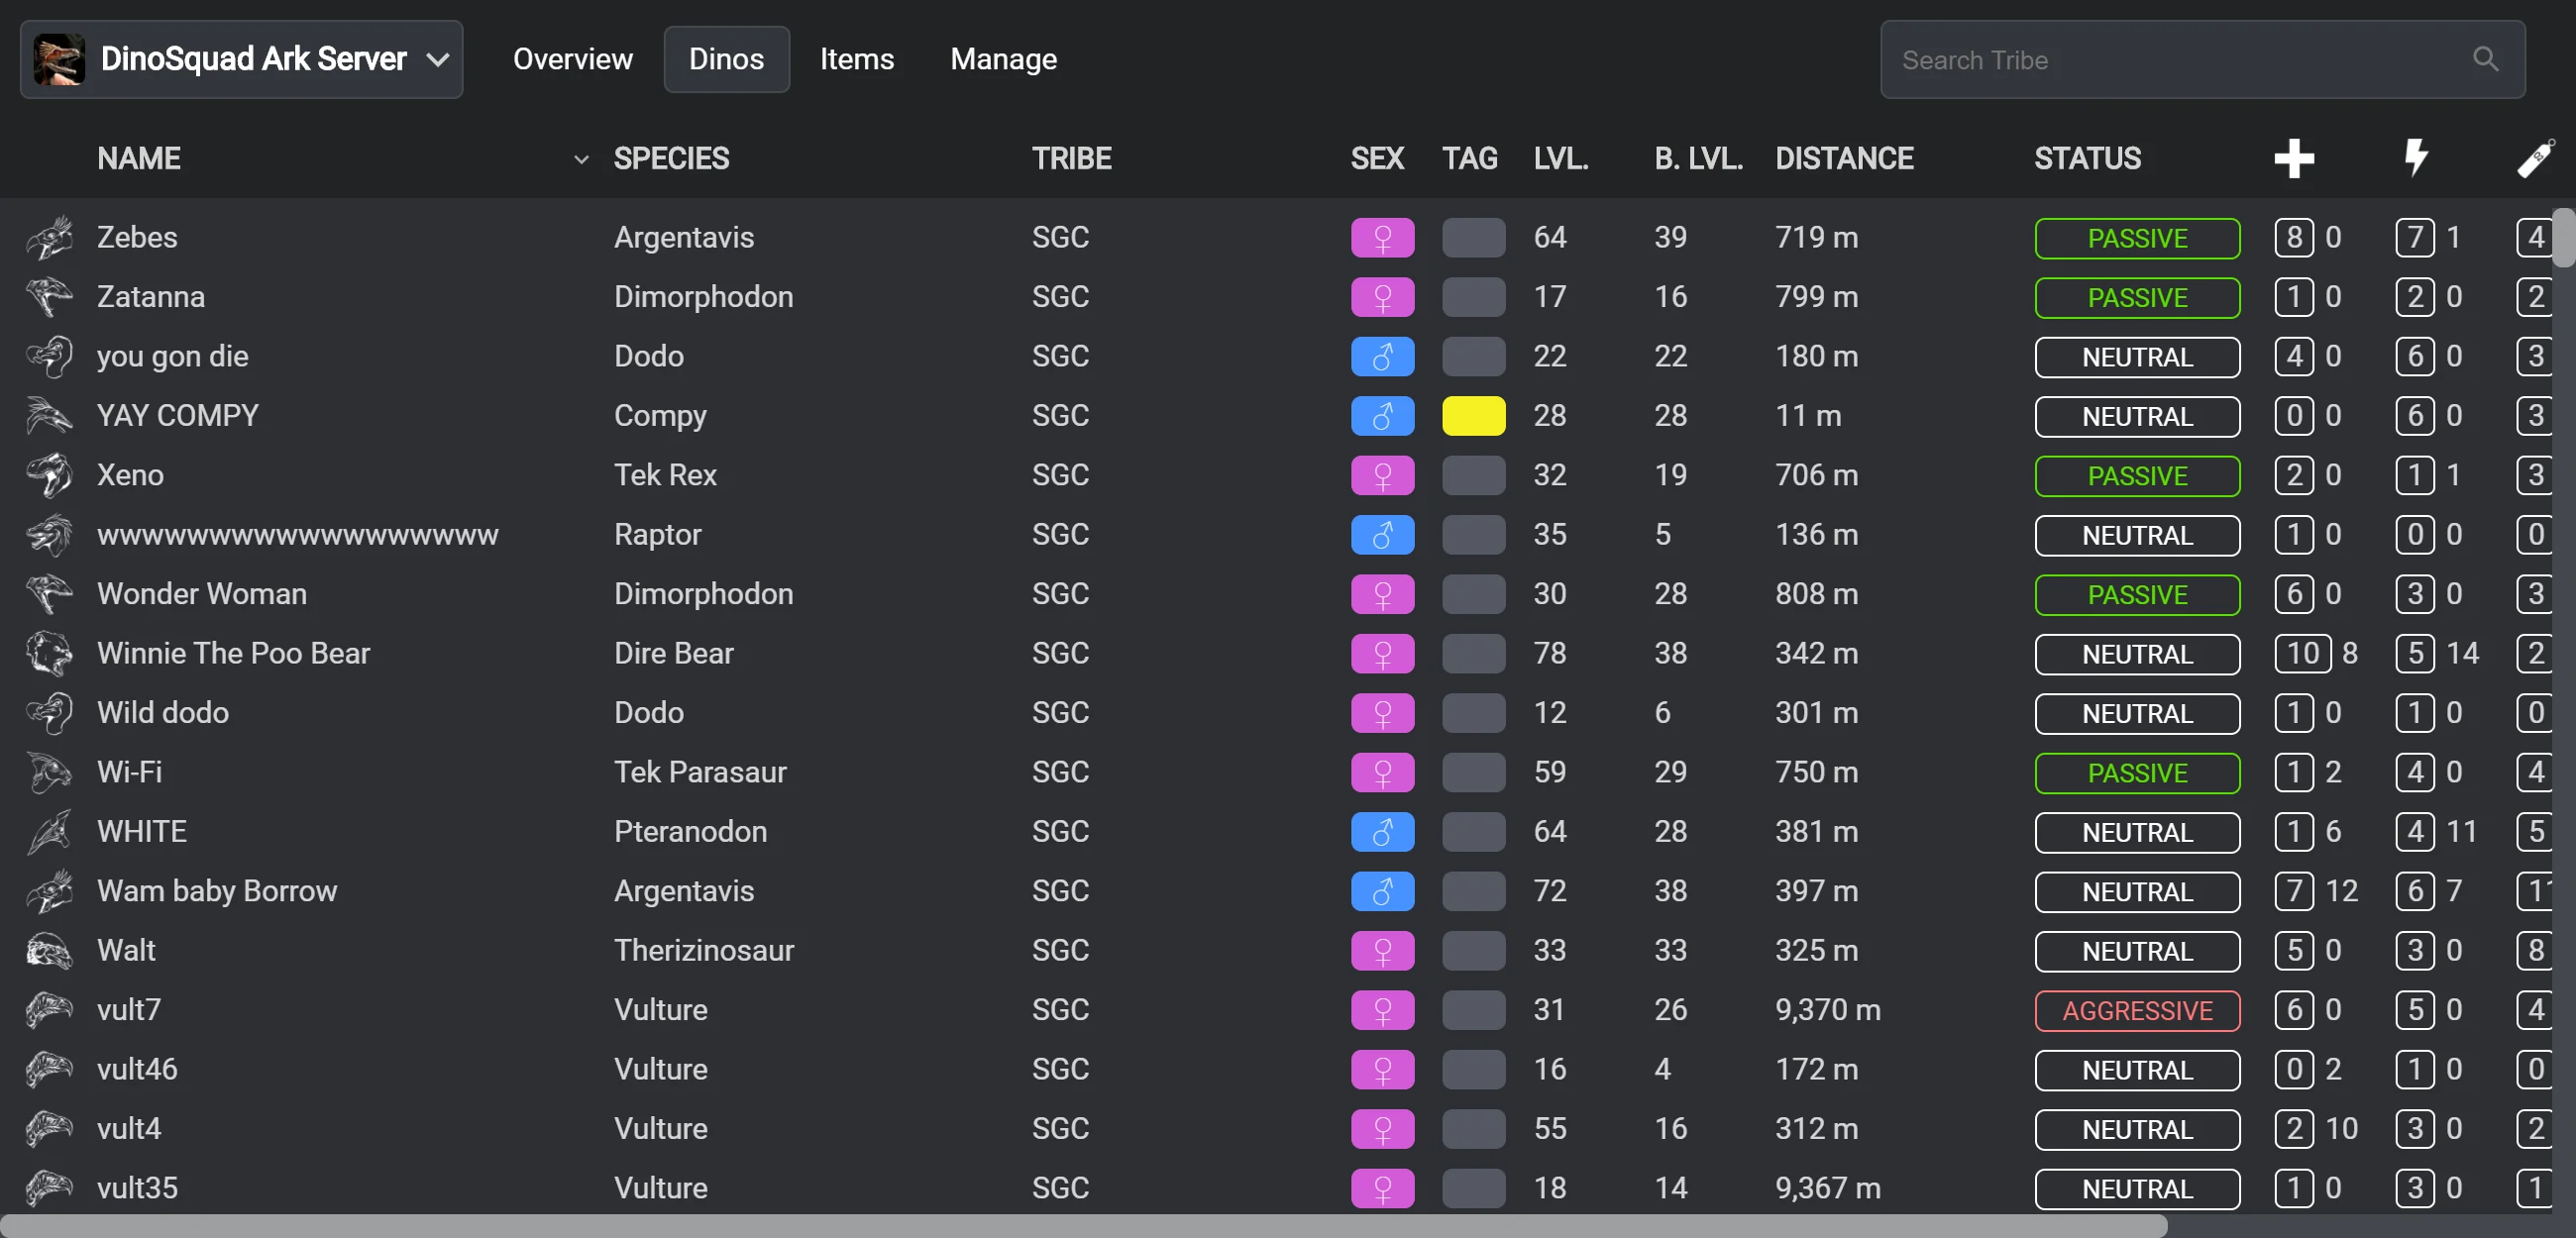 DinoSquad Ark Server Overview Dinos Items Manage Search Tribe
NAME SPECIES TRIBE SEX TAG LVL. B. LVL. DISTANCE STATUS
Zebes Argentavis SGC ♀ 64 39 719 m PASSIVE 8 0 7 1 4
Zatanna Dimorphodon SGC ♀ 17 16 799 m PASSIVE 1 0 2 0 2
you gon die Dodo SGC ♂ 22 22 180 m NEUTRAL 4 0 6 0 3
YAY COMPY Compy SGC ♂ 28 28 11 m NEUTRAL 0 0 6 0 3
Xeno Tek Rex SGC ♀ 32 19 706 m PASSIVE 2 0 1 1 3
wwwwwwwwwwwwwwwwww Raptor SGC ♂ 35 5 136 m NEUTRAL 1 0 0 0 0
Wonder Woman Dimorphodon SGC ♀ 30 28 808 m PASSIVE 6 0 3 0 3
Winnie The Poo Bear Dire Bear SGC ♀ 78 38 342 m NEUTRAL 10 8 5 14 2
Wild dodo Dodo SGC ♀ 12 6 301 m NEUTRAL 1 0 1 0 0
Wi-Fi Tek Parasaur SGC ♀ 59 29 750 m PASSIVE 1 2 4 0 4
WHITE Pteranodon SGC ♂ 64 28 381 m NEUTRAL 1 6 4 11 5
Wam baby Borrow Argentavis SGC ♂ 72 38 397 m NEUTRAL 7 12 6 7
Walt Therizinosaur SGC ♀ 33 33 325 m NEUTRAL 5 0 3 0 8
vult7 Vulture SGC ♀ 31 26 9,370 m AGGRESSIVE 6 0 5 0 4
vult46 Vulture SGC ♀ 16 4 172 m NEUTRAL 0 2 1 0 0
vult4 Vulture SGC ♀ 55 16 312 m NEUTRAL 2 10 3 0 2
vult35 Vulture SGC ♀ 18 14 9,367 m NEUTRAL 1 0 3 0 1